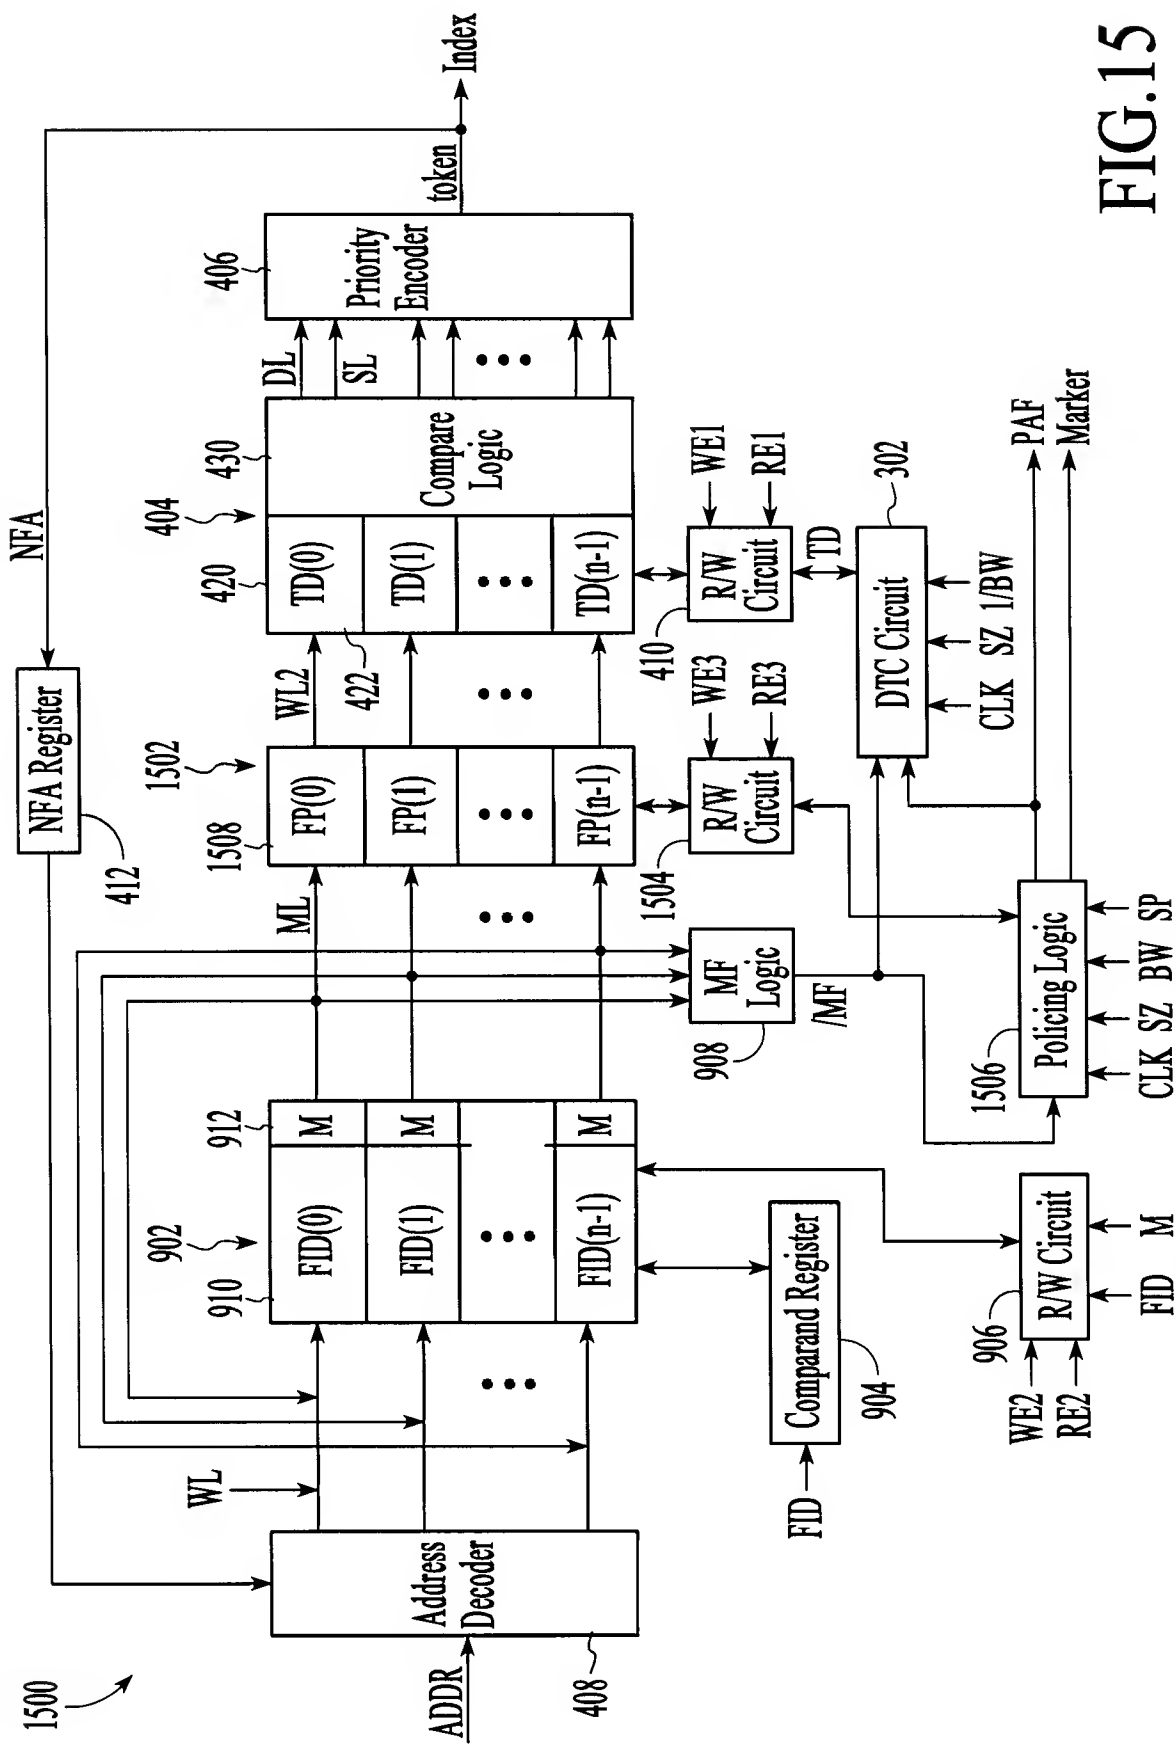 1500
NFA Register
412
NFA
ADDR
Address
Decoder
408
WL
902
910
912
FID(0)
M
FID(1)
M
FID(n-1)
M
ML
1502
1508
FP(0)
FP(1)
FP(n-1)
WL2
404
420
430
TD(0)
TD(1)
TD(n-1)
422
Compare
Logic
DL
SL
406
Priority
Encoder
token
Index
FID
Comparand Register
904
WE2
RE2
906
R/W Circuit
FID
M
MF
Logic
908
/MF
1504
R/W
Circuit
WE3
RE3
410
R/W
Circuit
WE1
RE1
TD
302
DTC Circuit
CLK
SZ
1/BW
1506
Policing Logic
CLK
SZ
BW
SP
PAF
Marker
FIG.15